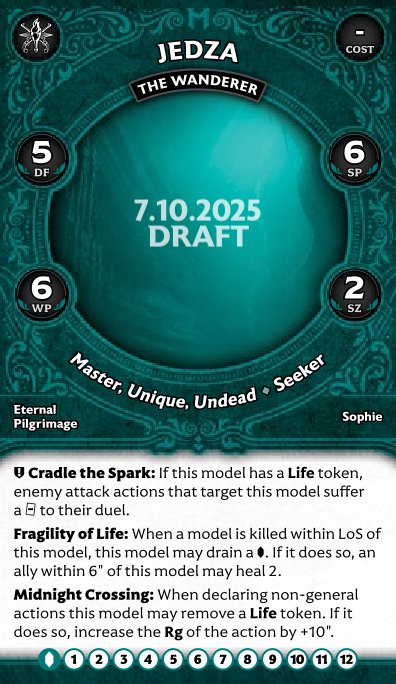 JEDZA
-
COST
THE WANDERER
5
DF
6
SP
7.10.2025
DRAFT
6
WP
2
SZ
Master, Unique, Undead ♦ Seeker
Eternal
Pilgrimage
Sophie
Cradle the Spark: If this model has a Life token,
enemy attack actions that target this model suffer
a to their duel.
Fragility of Life: When a model is killed within LoS of
this model, this model may drain a . If it does so, an
ally within 6" of this model may heal 2.
Midnight Crossing: When declaring non-general
actions this model may remove a Life token. If it
does so, increase the Rg of the action by +10".
1 2 3 4 5 6 7 8 9 10 11 12